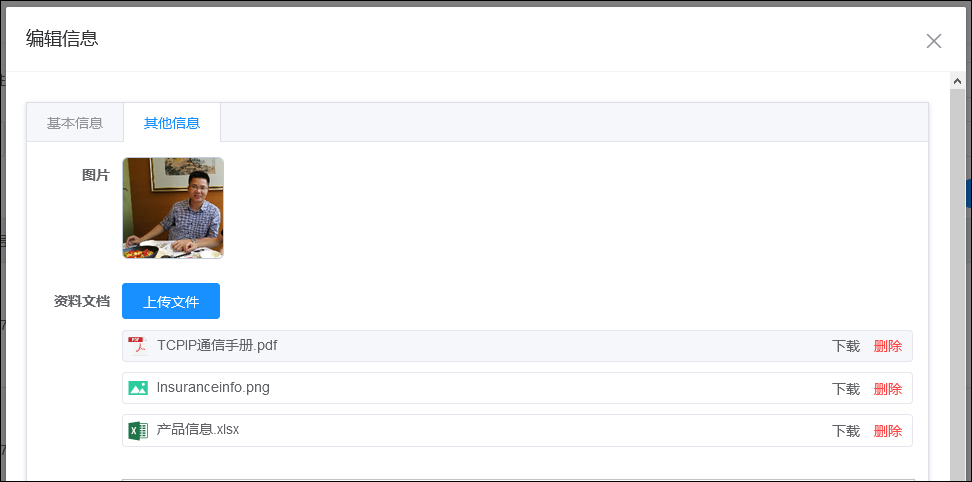 编辑信息
基本信息 其他信息
图片
资料文档 上传文件
TCPIP通信手册.pdf 下载 删除
Insuranceinfo.png 下载 删除
产品信息.xlsx 下载 删除